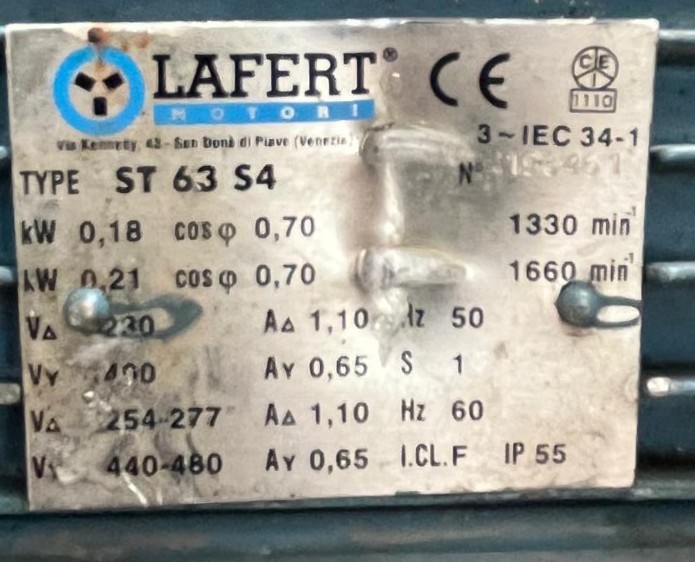 LAFERT®
MOTORI
CE
CEI
1110
Via Kennedy, 43 - San Donà di Piave (Venezia)
3~IEC 34-1
TYPE ST 63 S4 N°
kW 0,18 cos φ 0,70 1330 min-1
kW 0,21 cos φ 0,70 1660 min-1
V∆ 230 A∆ 1,10 Hz 50
VY 400 AY 0,65 S 1
V∆ 254-277 A∆ 1,10 Hz 60
VY 440-480 AY 0,65 I.CL.F IP 55